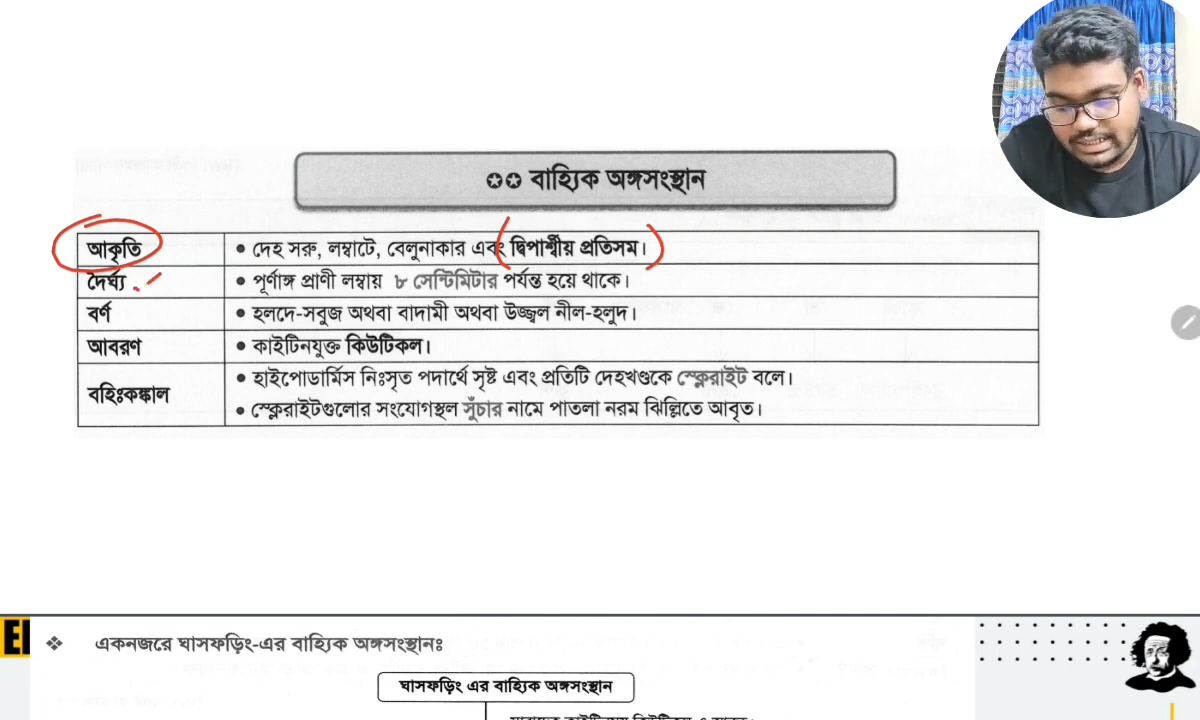 ✪✪ বাহ্যিক অঙ্গসংস্থান
আকৃতি • দেহ সরু, লম্বাটে, বেলুনাকার এবং দ্বিপার্শ্বীয় প্রতিসম।
দৈর্ঘ্য • পূর্ণাঙ্গ প্রাণী লম্বায় ৮ সেন্টিমিটার পর্যন্ত হয়ে থাকে।
বর্ণ • হলদে-সবুজ অথবা বাদামী অথবা উজ্জ্বল নীল-হলুদ।
আবরণ • কাইটিনযুক্ত কিউটিকল।
বহিঃকঙ্কাল • হাইপোডার্মিস নিঃসৃত পদার্থে সৃষ্ট এবং প্রতিটি দেহখণ্ডকে স্ক্লেরাইট বলে।
• স্ক্লেরাইটগুলোর সংযোগস্থল সুঁচার নামে পাতলা নরম ঝিল্লিতে আবৃত।
❖ একনজরে ঘাসফড়িং-এর বাহ্যিক অঙ্গসংস্থানঃ
ঘাসফড়িং এর বাহ্যিক অঙ্গসংস্থান